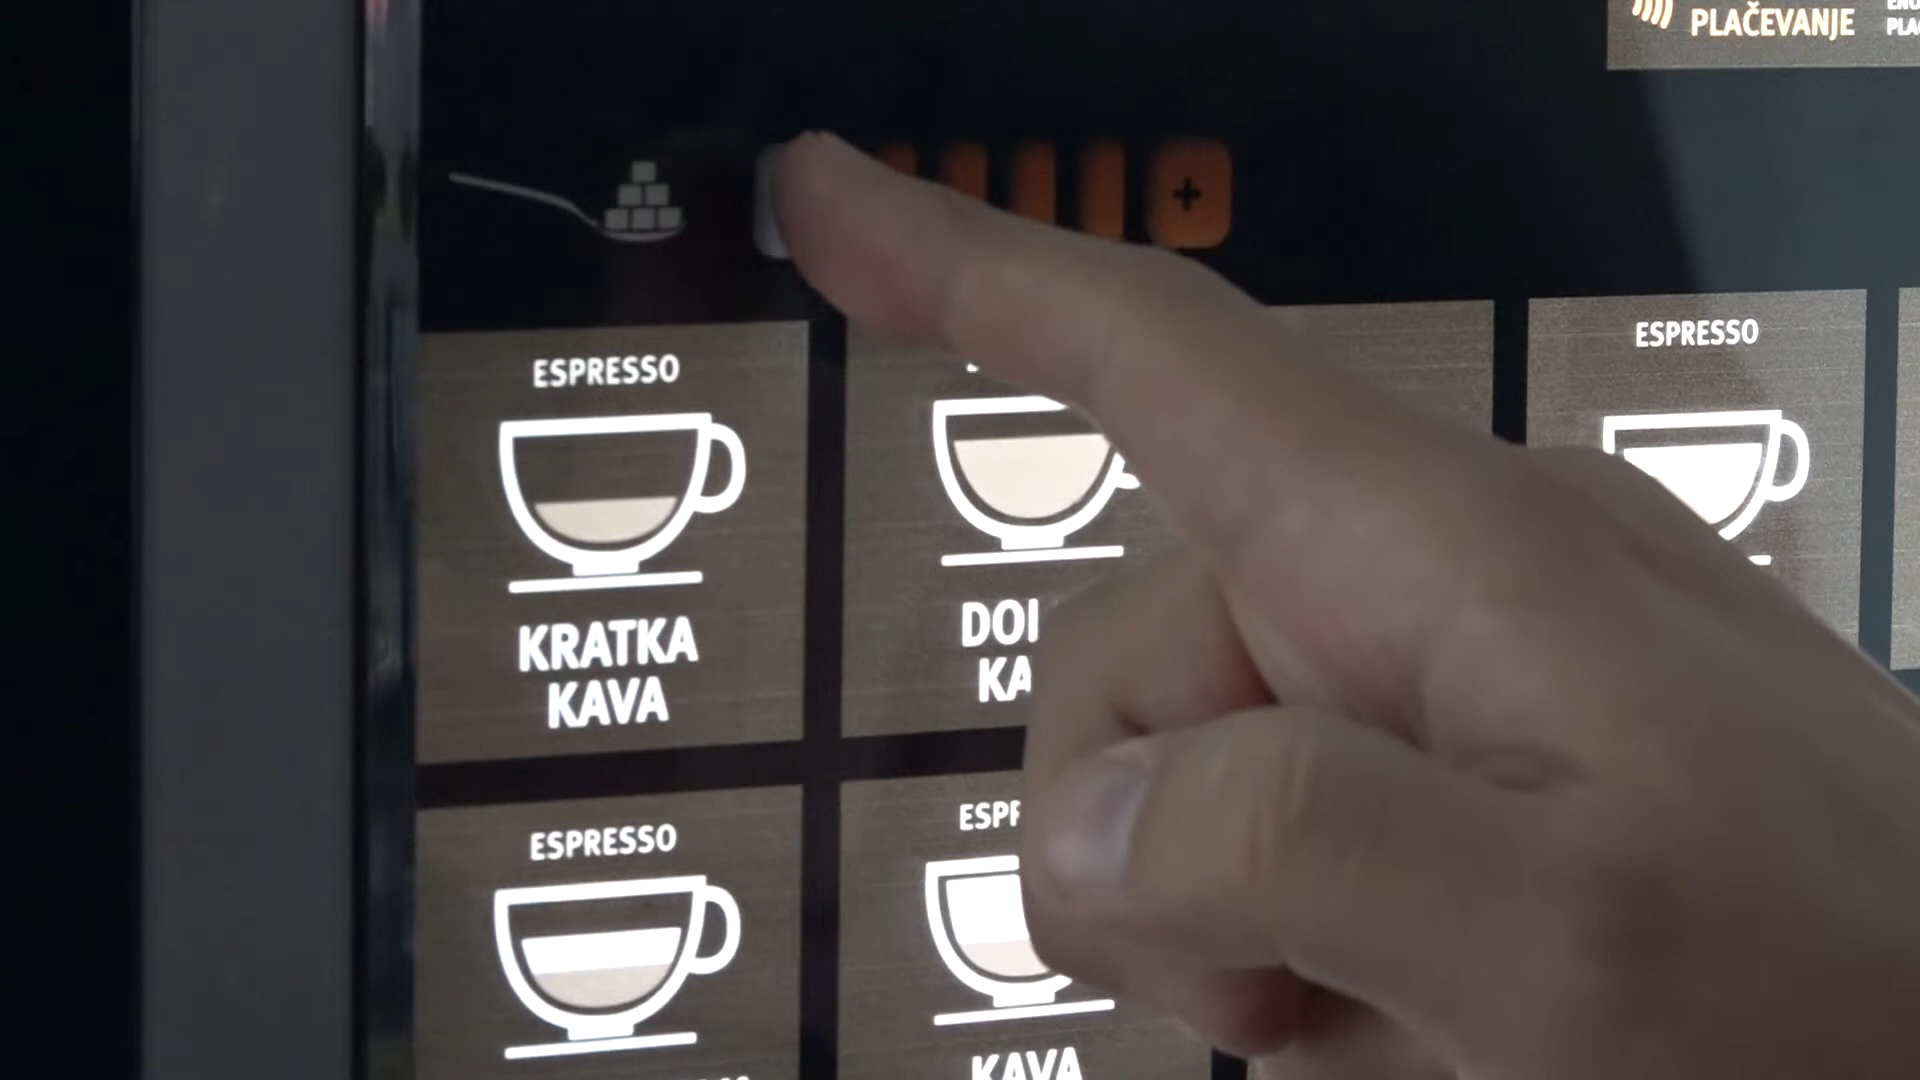 PLAČEVANJE
+
ESPRESSO
KRATKA
KAVA
ESPRESSO
ESPRESSO
KAVA